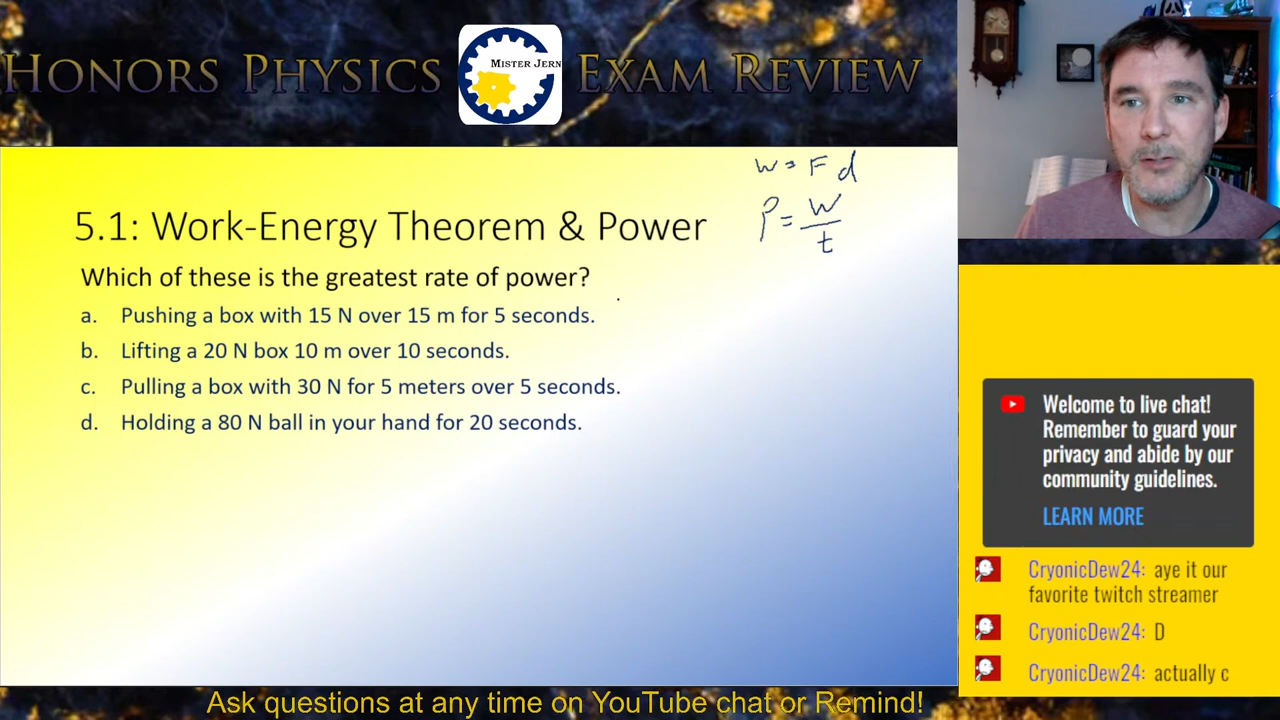 HONORS PHYSICS
MISTER JERN
EXAM REVIEW
W = F d
P = W
t
5.1: Work-Energy Theorem & Power
Which of these is the greatest rate of power?
a. Pushing a box with 15 N over 15 m for 5 seconds.
b. Lifting a 20 N box 10 m over 10 seconds.
c. Pulling a box with 30 N for 5 meters over 5 seconds.
d. Holding a 80 N ball in your hand for 20 seconds.
Welcome to live chat!
Remember to guard your
privacy and abide by our
community guidelines.
LEARN MORE
CryonicDew24: aye it our
favorite twitch streamer
CryonicDew24: D
CryonicDew24: actually c
Ask questions at any time on YouTube chat or Remind!